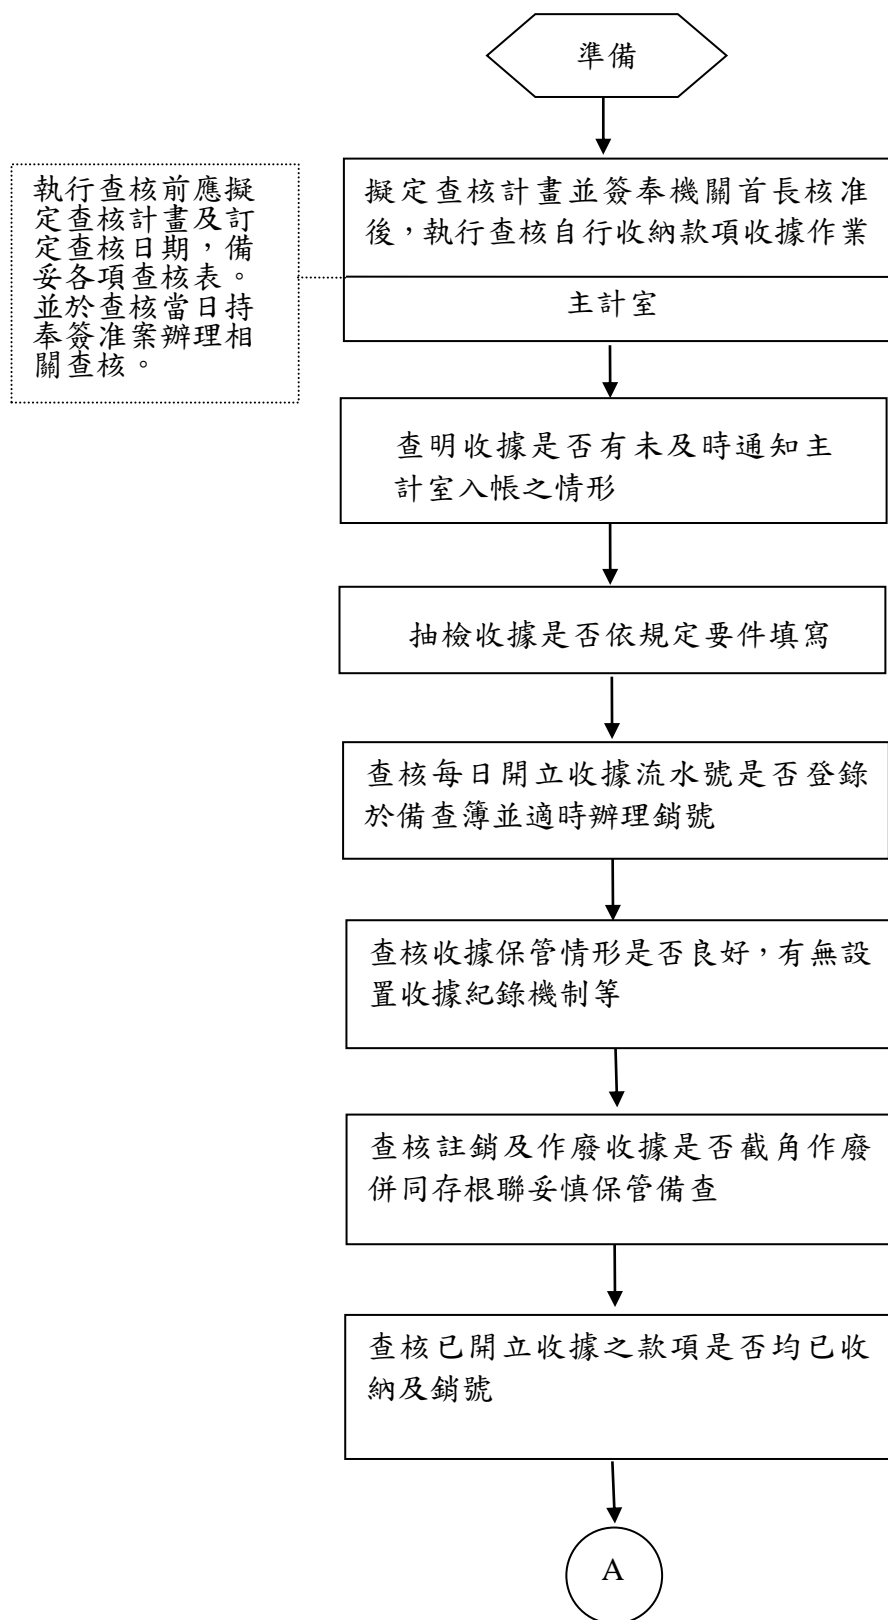 準備
擬定查核計畫並簽奉機關首長核准
後，執行查核自行收納款項收據作業
主計室
執行查核前應擬
定查核計畫及訂
定查核日期，備
妥各項查核表。
並於查核當日持
奉簽准案辦理相
關查核。
查明收據是否有未及時通知主
計室入帳之情形
抽檢收據是否依規定要件填寫
查核每日開立收據流水號是否登錄
於備查簿並適時辦理銷號
查核收據保管情形是否良好，有無設
置收據紀錄機制等
查核註銷及作廢收據是否截角作廢
併同存根聯妥慎保管備查
查核已開立收據之款項是否均已收
納及銷號
A